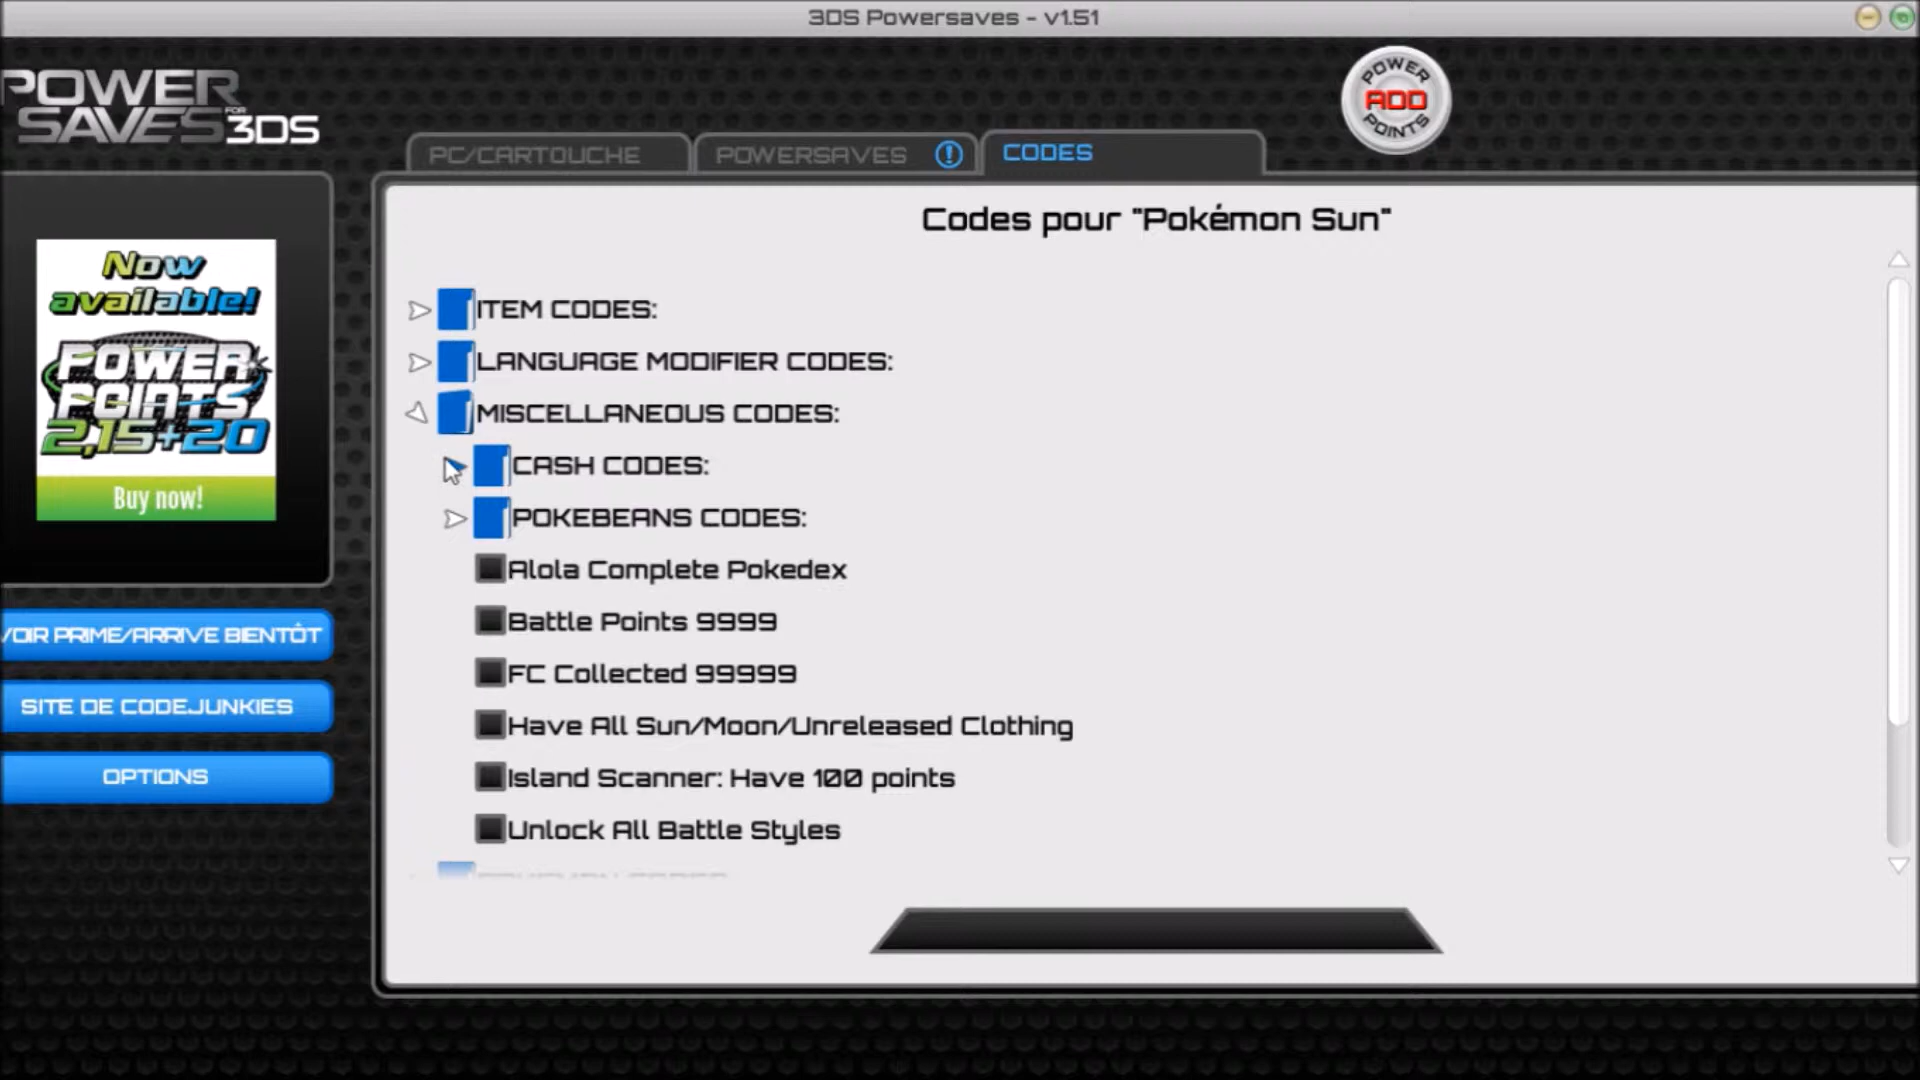 3DS Powersaves - v1.51
POWER
SAVES FOR 3DS
POWER
ADD
POINTS
PC/CARTOUCHE
POWERSAVES
CODES
Codes pour "Pokémon Sun"
Now
available!
POWER
POINTS
2,15+20
Buy now!
ITEM CODES:
LANGUAGE MODIFIER CODES:
MISCELLANEOUS CODES:
CASH CODES:
POKEBEANS CODES:
Alola Complete Pokedex
Battle Points 9999
FC Collected 99999
Have All Sun/Moon/Unreleased Clothing
Island Scanner: Have 100 points
Unlock All Battle Styles
VOIR PRIME/ARRIVE BIENTÔT
SITE DE CODEJUNKIES
OPTIONS